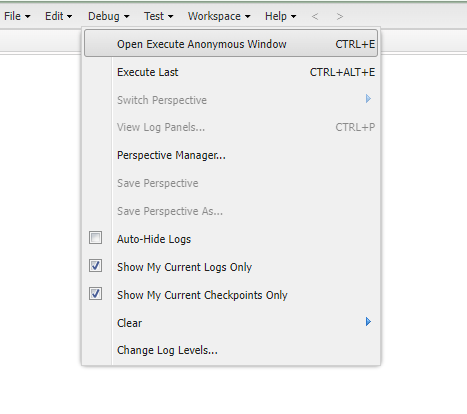 File Edit Debug Test Workspace Help < >
Open Execute Anonymous Window CTRL+E
Execute Last CTRL+ALT+E
Switch Perspective
View Log Panels... CTRL+P
Perspective Manager...
Save Perspective
Save Perspective As...
Auto-Hide Logs
Show My Current Logs Only
Show My Current Checkpoints Only
Clear
Change Log Levels...